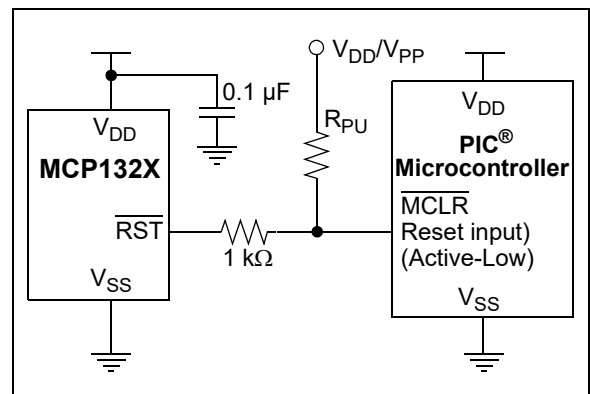 V_DD/V_PP
0.1 µF
V_DD
MCP132X
RST
V_SS
1 kΩ
R_PU
V_DD
PIC®
Microcontroller
MCLR
Reset input)
(Active-Low)
V_SS